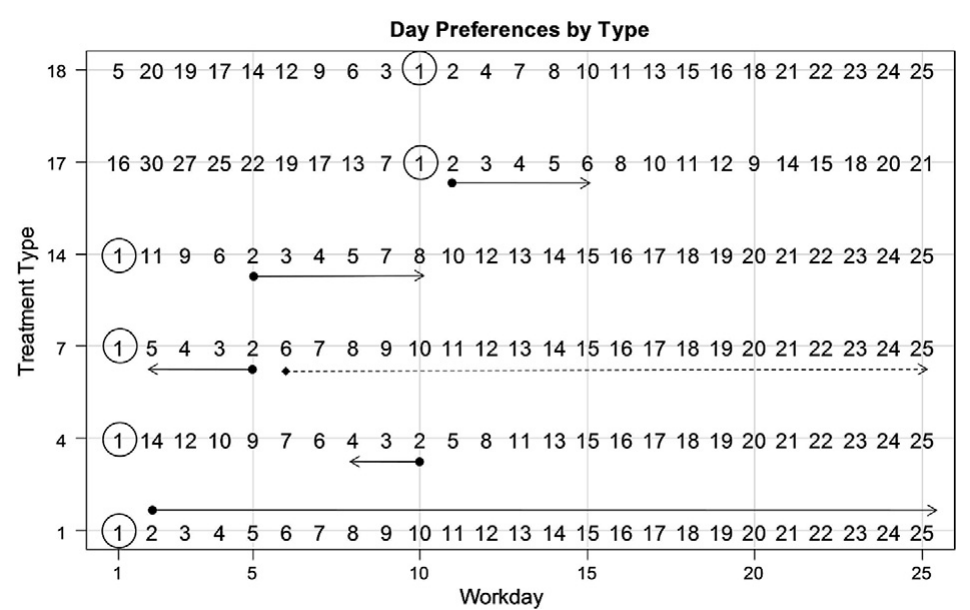 Day Preferences by Type
18 5 20 19 17 14 12 9 6 3 1 2 4 7 8 10 11 13 15 16 18 21 22 23 24 25
17 16 30 27 25 22 19 17 13 7 1 2 3 4 5 6 8 10 11 12 9 14 15 18 20 21
14 1 11 9 6 2 3 4 5 7 8 10 12 13 14 15 16 17 18 19 20 21 22 23 24 25
7 1 5 4 3 2 6 7 8 9 10 11 12 13 14 15 16 17 18 19 20 21 22 23 24 25
4 1 14 12 10 9 7 6 4 3 2 5 8 11 13 15 16 17 18 19 20 21 22 23 24 25
1 1 2 3 4 5 6 7 8 9 10 11 12 13 14 15 16 17 18 19 20 21 22 23 24 25
Treatment Type
1 5 10 15 20 25
Workday